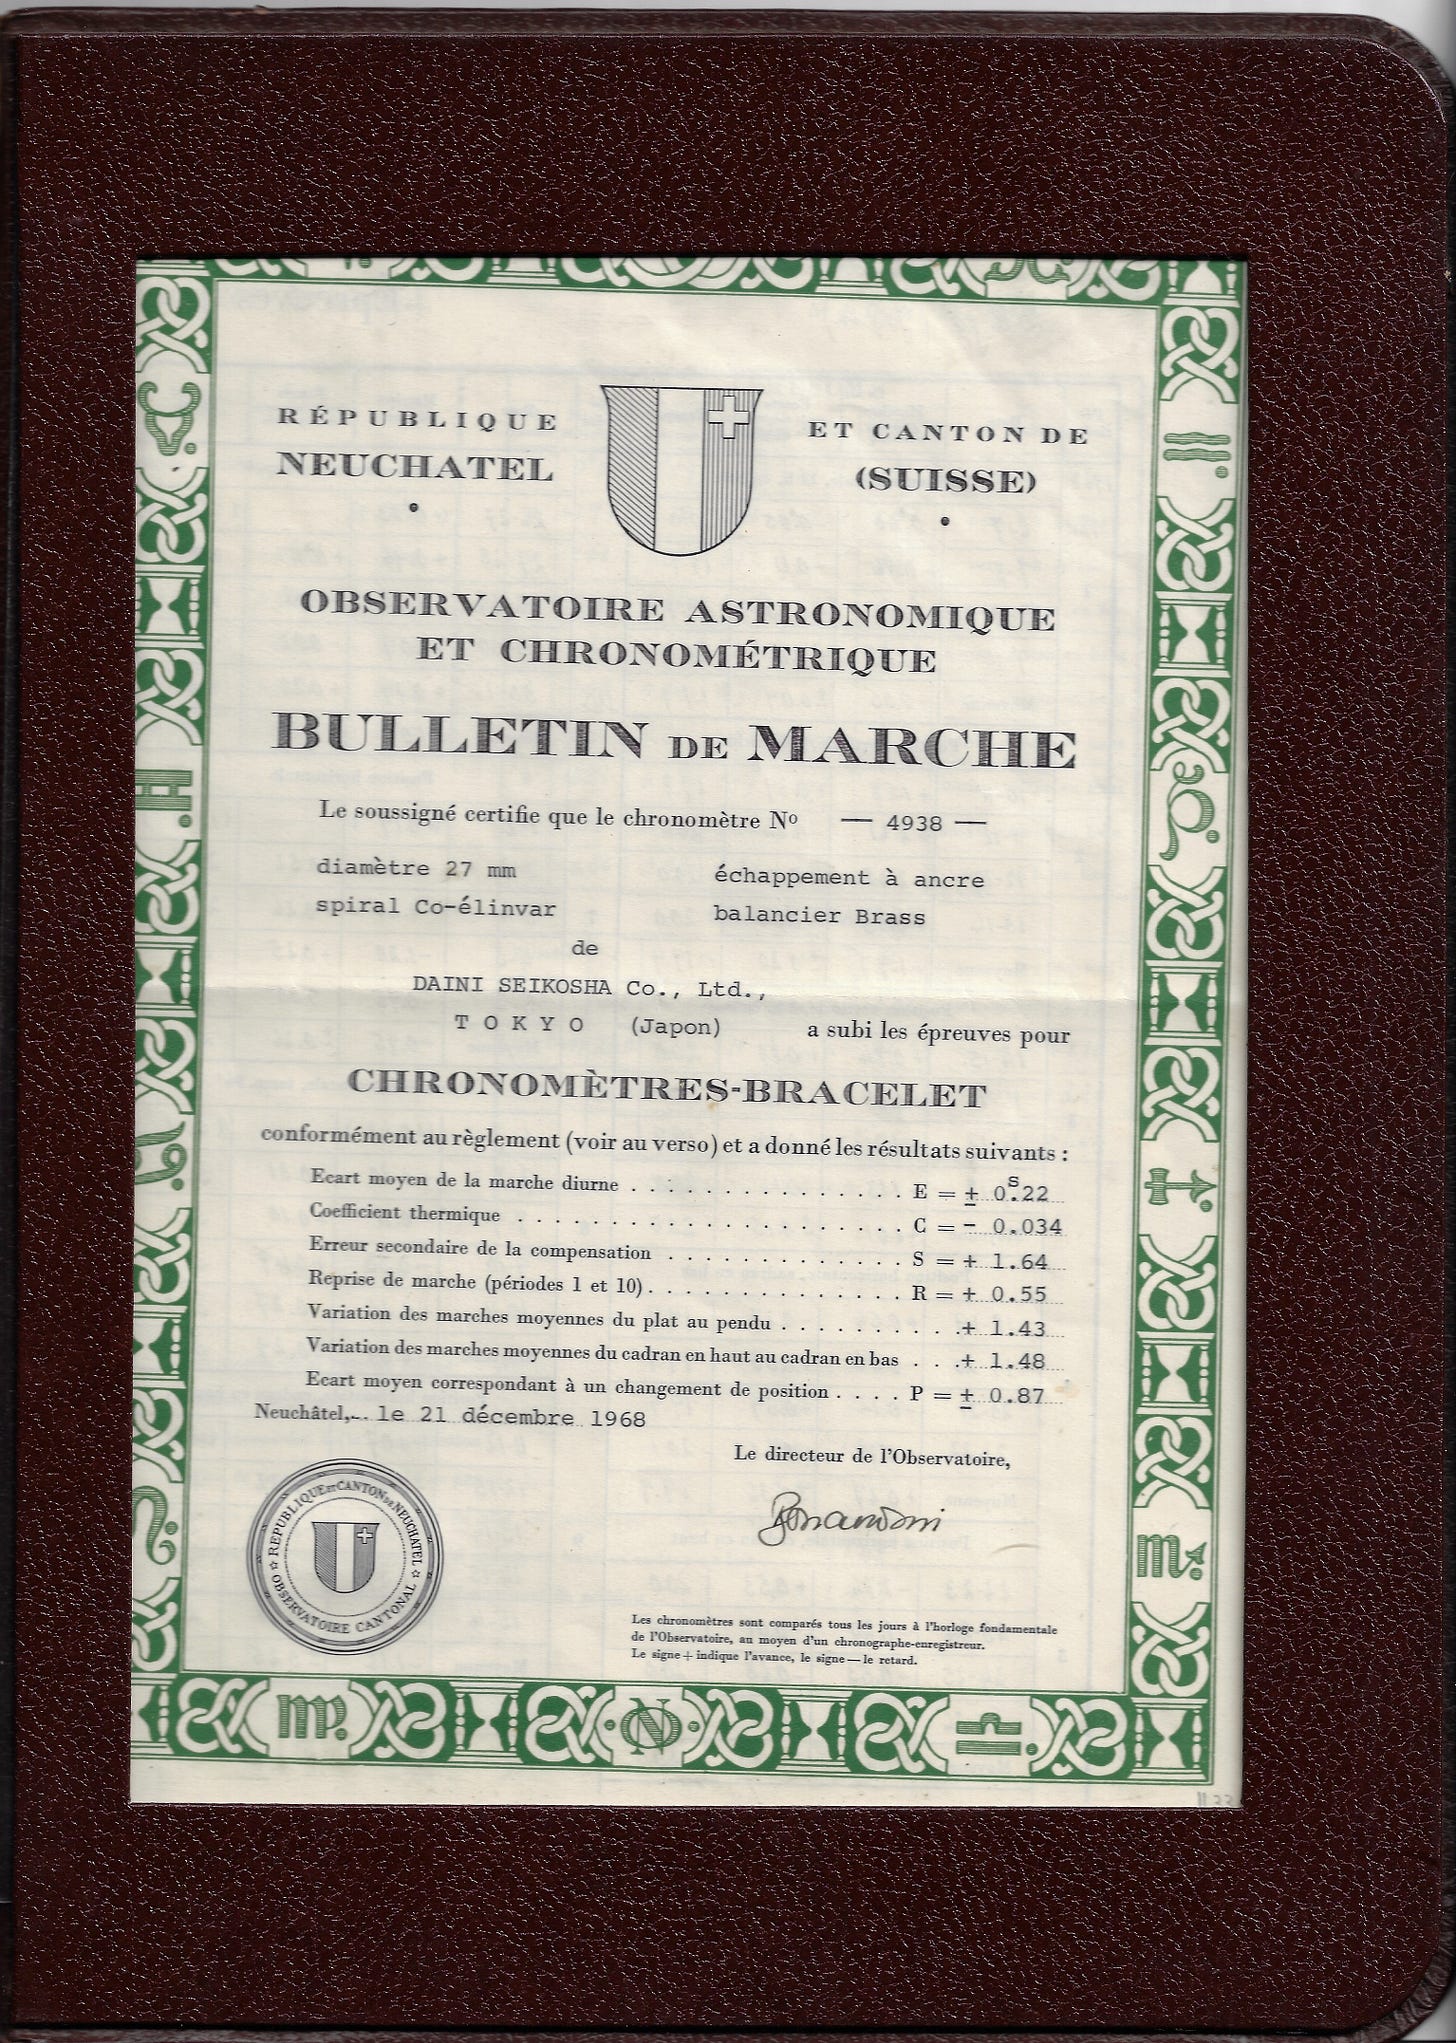 RÉPUBLIQUE ET CANTON DE
NEUCHATEL (SUISSE)
OBSERVATOIRE ASTRONOMIQUE
ET CHRONOMÉTRIQUE
BULLETIN DE MARCHE
Le soussigné certifie que le chronomètre Nº — 4938 —
diamètre 27 mm échappement à ancre
spiral Co-élinvar balancier Brass
de
DAINI SEIKOSHA Co., Ltd.,
TOKYO (Japon) a subi les épreuves pour
CHRONOMÈTRES-BRACELET
conformément au règlement (voir au verso) et a donné les résultats suivants :
Ecart moyen de la marche diurne . . . . . . . . . . . . . . . E = ± 0ˢ.22
Coefficient thermique . . . . . . . . . . . . . . . . . . . . . C = - 0.034
Erreur secondaire de la compensation . . . . . . . . . . . . . S = + 1.64
Reprise de marche (périodes 1 et 10) . . . . . . . . . . . . . . R = + 0.55
Variation des marches moyennes du plat au pendu . . . . . . . . . + 1.43
Variation des marches moyennes du cadran en haut au cadran en bas . . . + 1.48
Ecart moyen correspondant à un changement de position . . . . P = ± 0.87
Neuchâtel, le 21 décembre 1968
Le directeur de l'Observatoire,
RÉPUBLIQUE ET CANTON DE NEUCHATEL
OBSERVATOIRE CANTONAL
Les chronomètres sont comparés tous les jours à l'horloge fondamentale
de l'Observatoire, au moyen d'un chronographe-enregistreur.
Le signe + indique l'avance, le signe — le retard.